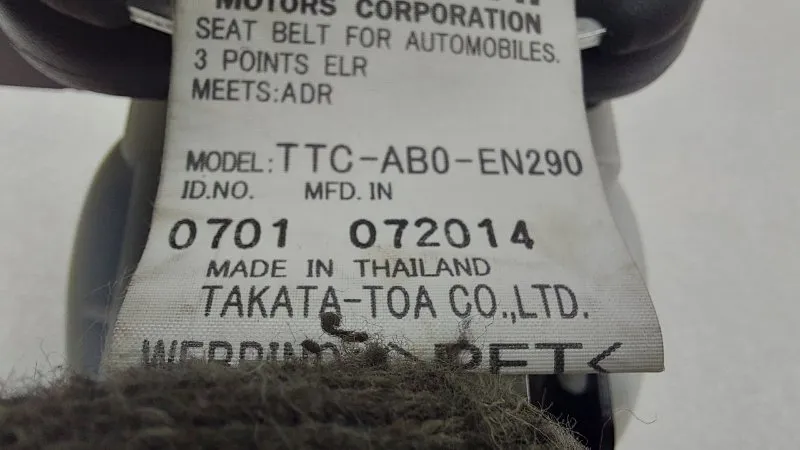 MOTORS CORPORATION
SEAT BELT FOR AUTOMOBILES.
3 POINTS ELR
MEETS:ADR
MODEL:TTC-AB0-EN290
ID.NO. MFD. IN
0701 072014
MADE IN THAILAND
TAKATA-TOA CO.,LTD.
PET<